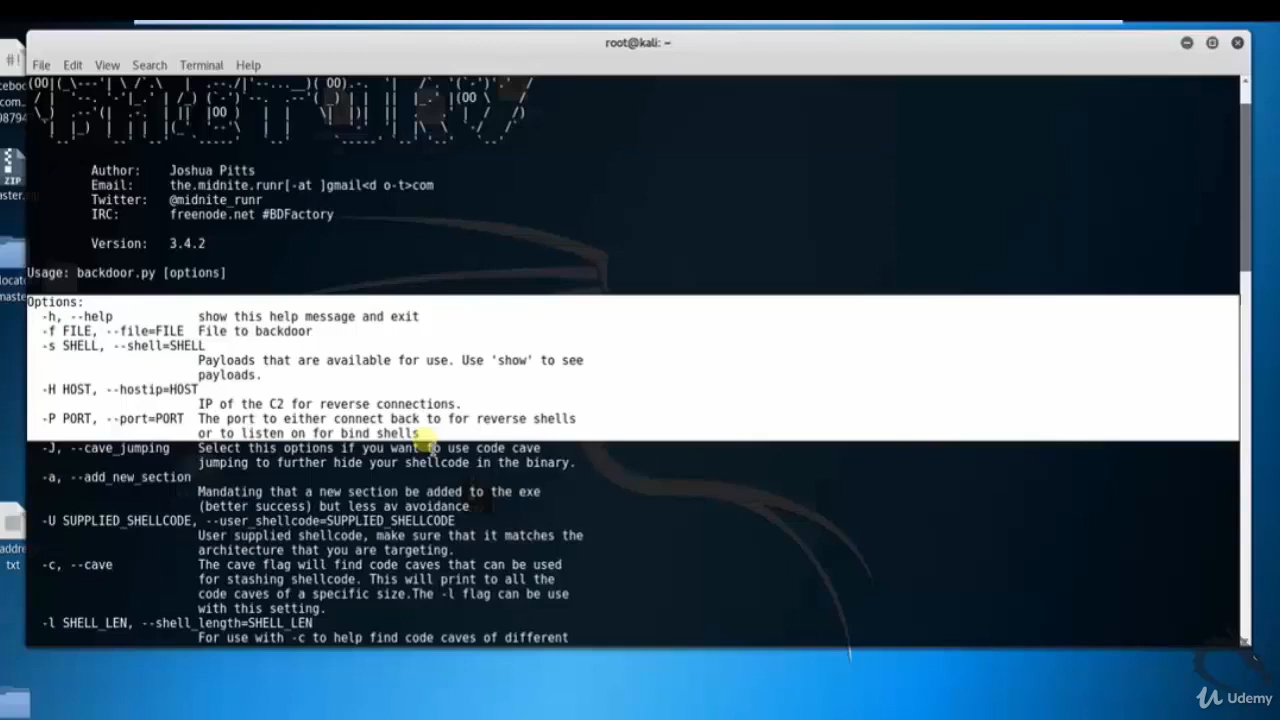 root@kali: ~
File Edit View Search Terminal Help
Author: Joshua Pitts
Email: the.midnite.runr[-at ]gmail<d o-t>com
Twitter: @midnite_runr
IRC: freenode.net #BDFactory
Version: 3.4.2
Usage: backdoor.py [options]
Options:
-h, --help show this help message and exit
-f FILE, --file=FILE File to backdoor
-s SHELL, --shell=SHELL
Payloads that are available for use. Use 'show' to see
payloads.
-H HOST, --hostip=HOST
IP of the C2 for reverse connections.
-P PORT, --port=PORT The port to either connect back to for reverse shells
or to listen on for bind shells
-J, --cave_jumping Select this options if you want to use code cave
jumping to further hide your shellcode in the binary.
-a, --add_new_section
Mandating that a new section be added to the exe
(better success) but less av avoidance
-U SUPPLIED_SHELLCODE, --user_shellcode=SUPPLIED_SHELLCODE
User supplied shellcode, make sure that it matches the
architecture that you are targeting.
-c, --cave The cave flag will find code caves that can be used
for stashing shellcode. This will print to all the
code caves of a specific size.The -l flag can be use
with this setting.
-l SHELL_LEN, --shell_length=SHELL_LEN
For use with -c to help find code caves of different
#!
ZIP
txt
Udemy